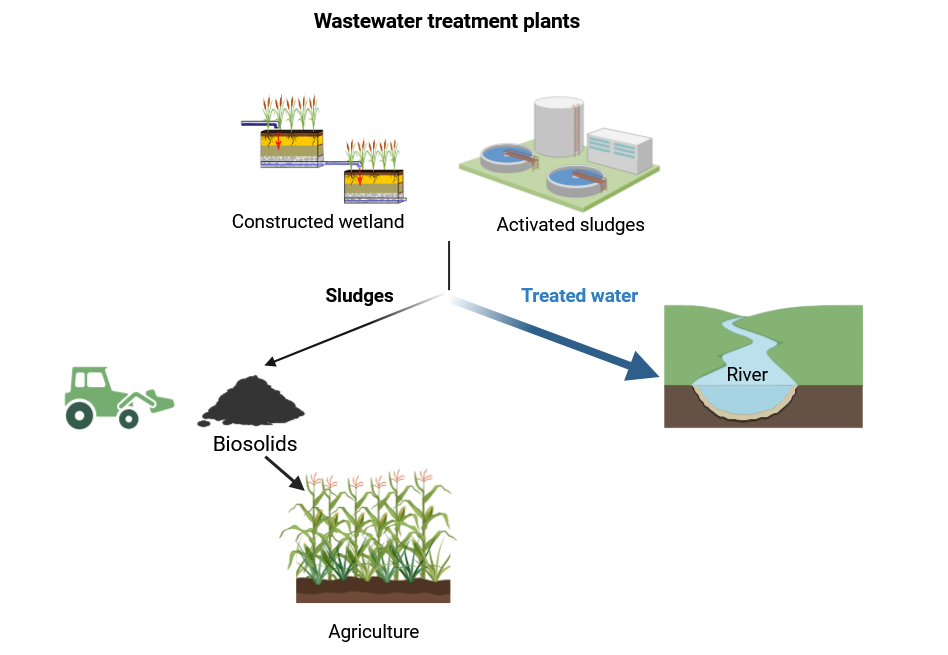 Wastewater treatment plants
Constructed wetland
Activated sludges
Sludges
Treated water
River
Biosolids
Agriculture